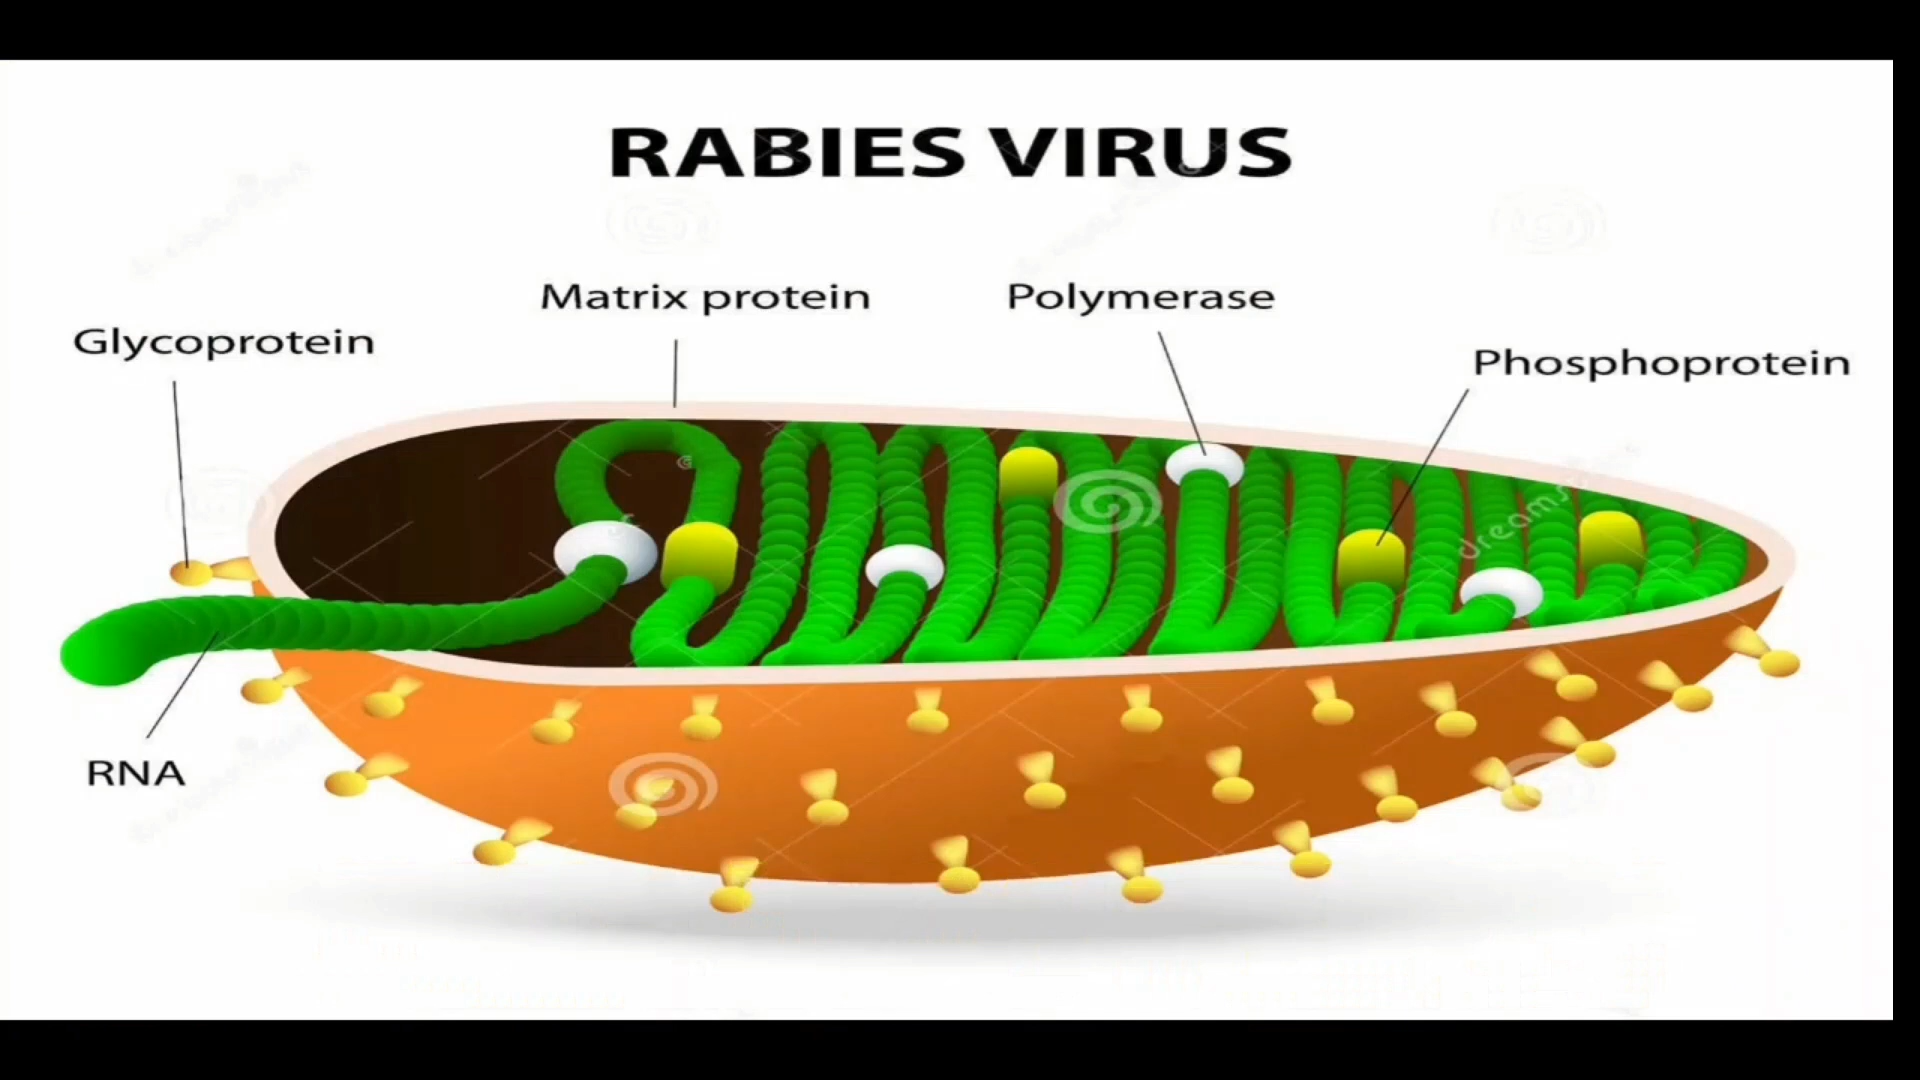 RABIES VIRUS
Matrix protein
Polymerase
Glycoprotein
Phosphoprotein
RNA